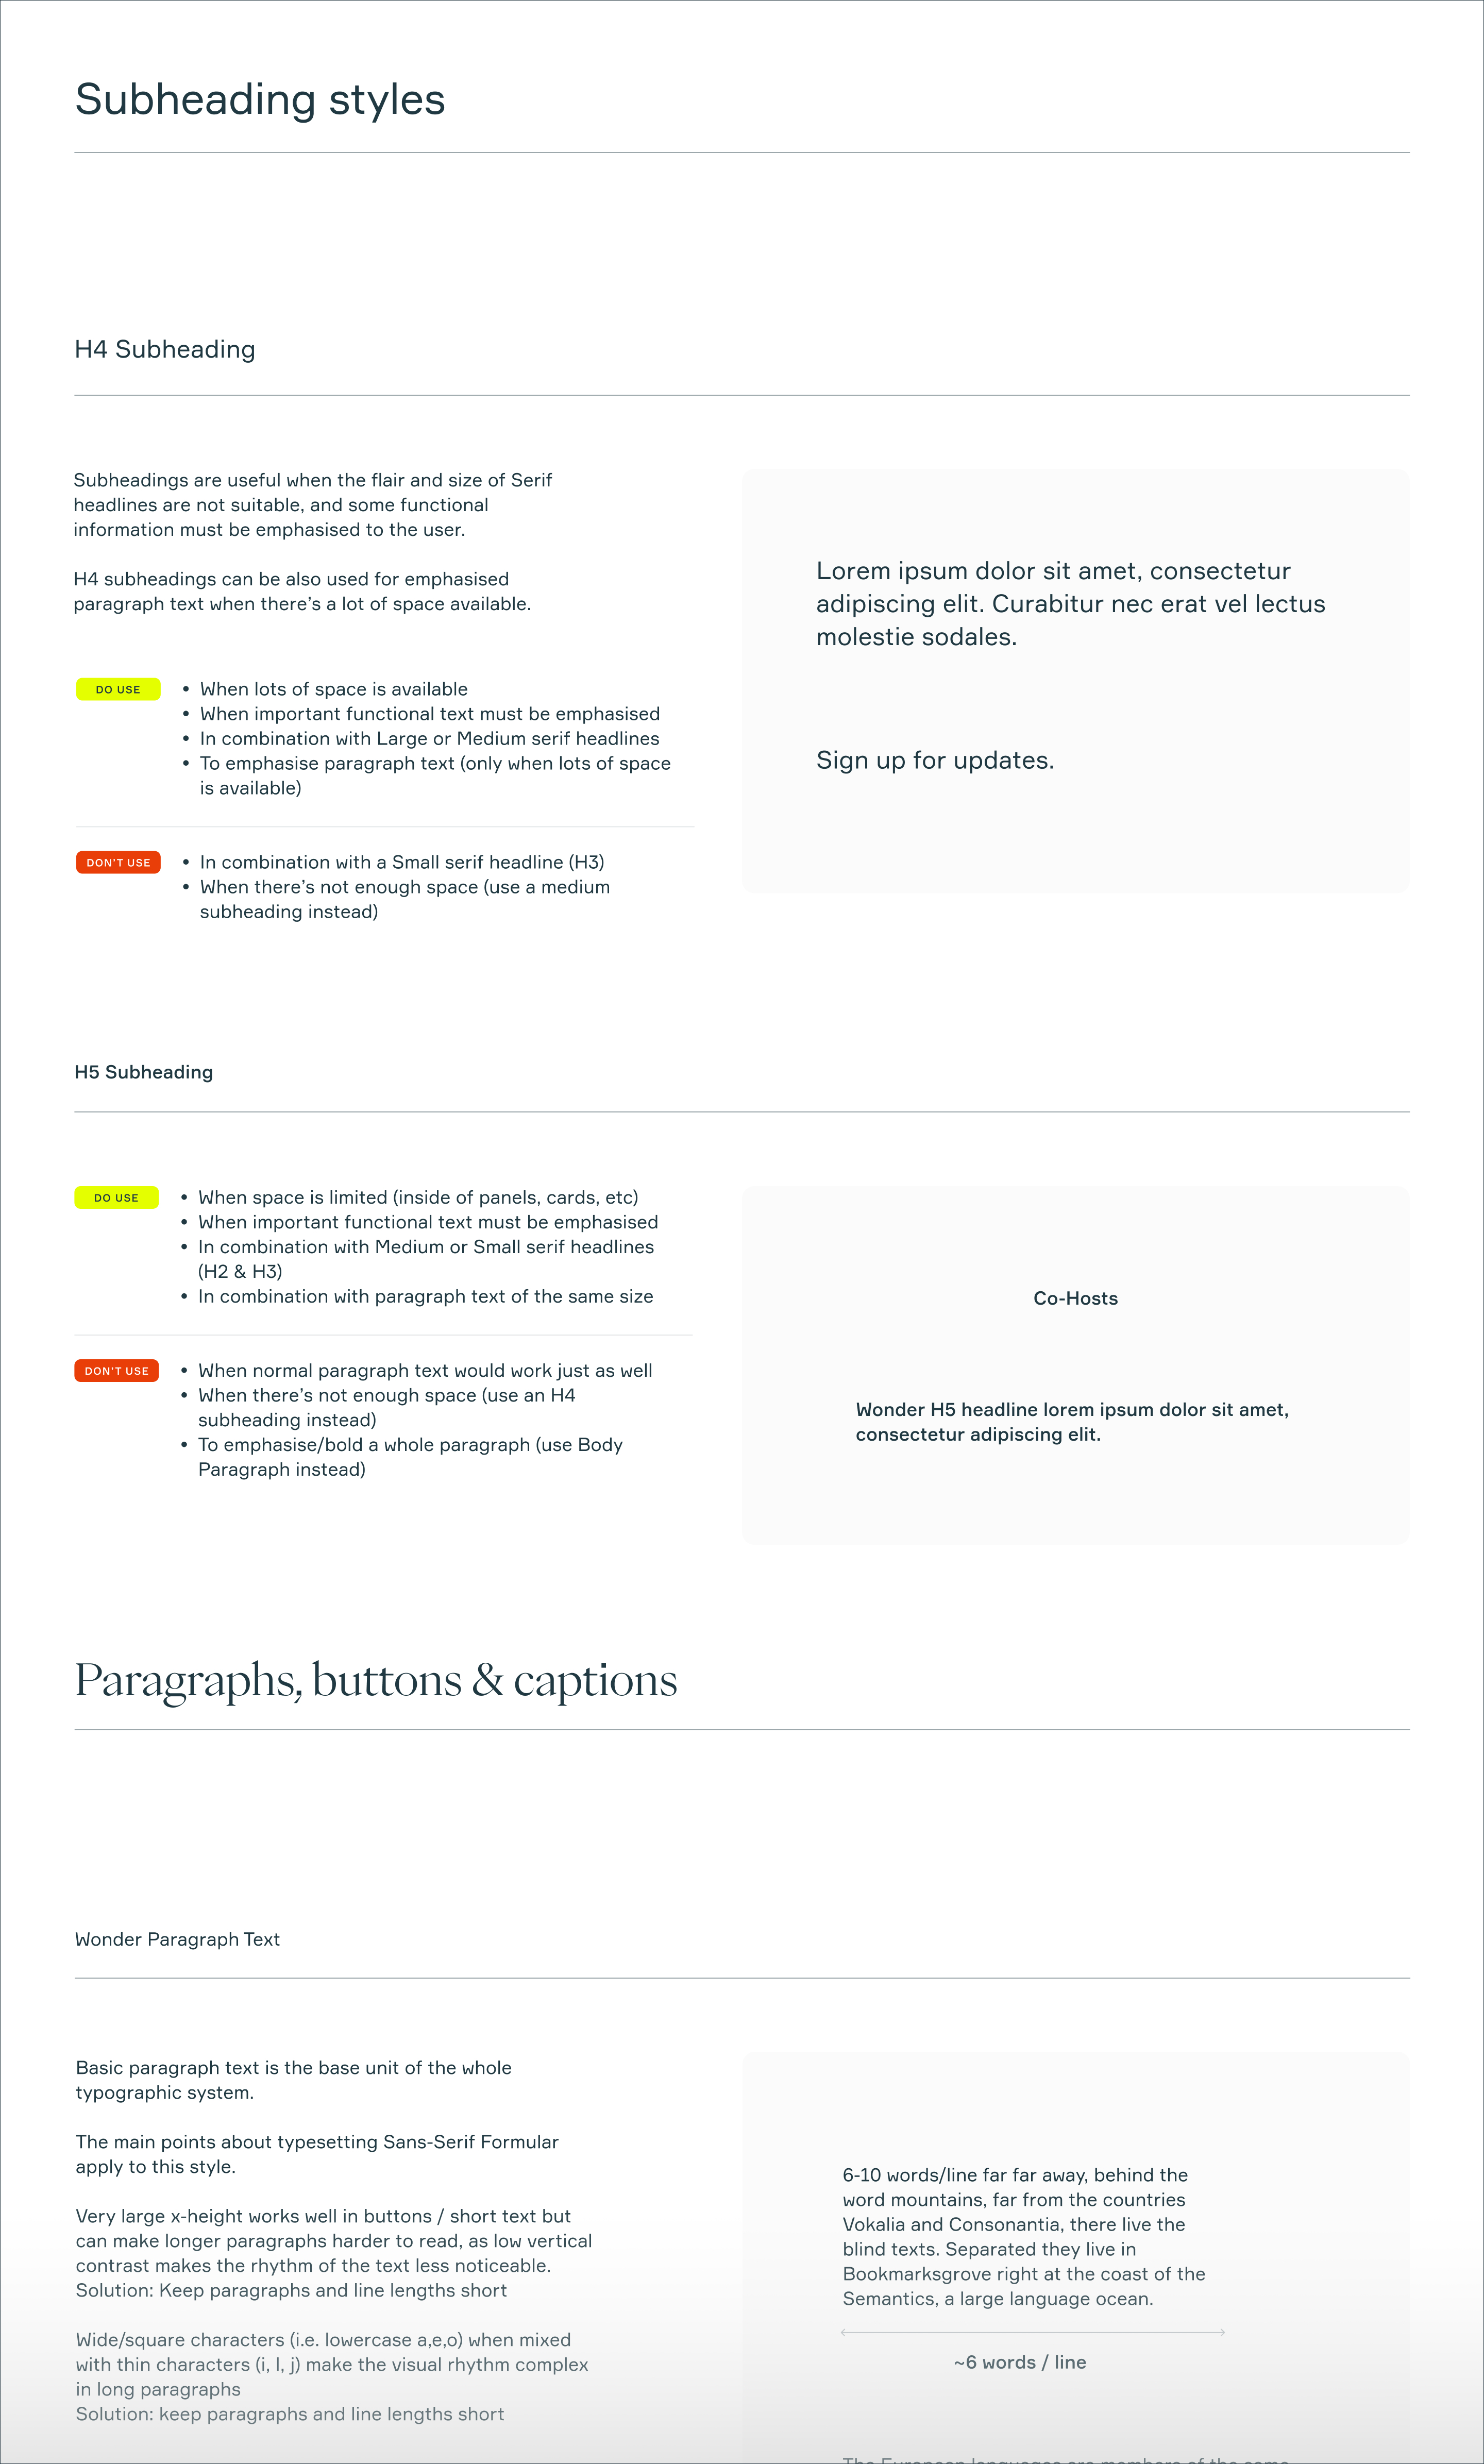 Subheading styles
H4 Subheading
Subheadings are useful when the flair and size of Serif
headlines are not suitable, and some functional
information must be emphasised to the user.
H4 subheadings can be also used for emphasised
paragraph text when there's a lot of space available.
DO USE
• When lots of space is available
• When important functional text must be emphasised
• In combination with Large or Medium serif headlines
• To emphasise paragraph text (only when lots of space
is available)
DON'T USE
• In combination with a Small serif headline (H3)
• When there's not enough space (use a medium
subheading instead)
Lorem ipsum dolor sit amet, consectetur
adipiscing elit. Curabitur nec erat vel lectus
molestie sodales.
Sign up for updates.
H5 Subheading
DO USE
• When space is limited (inside of panels, cards, etc)
• When important functional text must be emphasised
• In combination with Medium or Small serif headlines
(H2 & H3)
• In combination with paragraph text of the same size
DON'T USE
• When normal paragraph text would work just as well
• When there's not enough space (use an H4
subheading instead)
• To emphasise/bold a whole paragraph (use Body
Paragraph instead)
Co-Hosts
Wonder H5 headline lorem ipsum dolor sit amet,
consectetur adipiscing elit.
Paragraphs, buttons & captions
Wonder Paragraph Text
Basic paragraph text is the base unit of the whole
typographic system.
The main points about typesetting Sans-Serif Formular
apply to this style.
Very large x-height works well in buttons / short text but
can make longer paragraphs harder to read, as low vertical
contrast makes the rhythm of the text less noticeable.
Solution: Keep paragraphs and line lengths short
Wide/square characters (i.e. lowercase a,e,o) when mixed
with thin characters (i, l, j) make the visual rhythm complex
in long paragraphs
Solution: keep paragraphs and line lengths short
6-10 words/line far far away, behind the
word mountains, far from the countries
Vokalia and Consonantia, there live the
blind texts. Separated they live in
Bookmarksgrove right at the coast of the
Semantics, a large language ocean.
~6 words / line
The European languages are members of the same